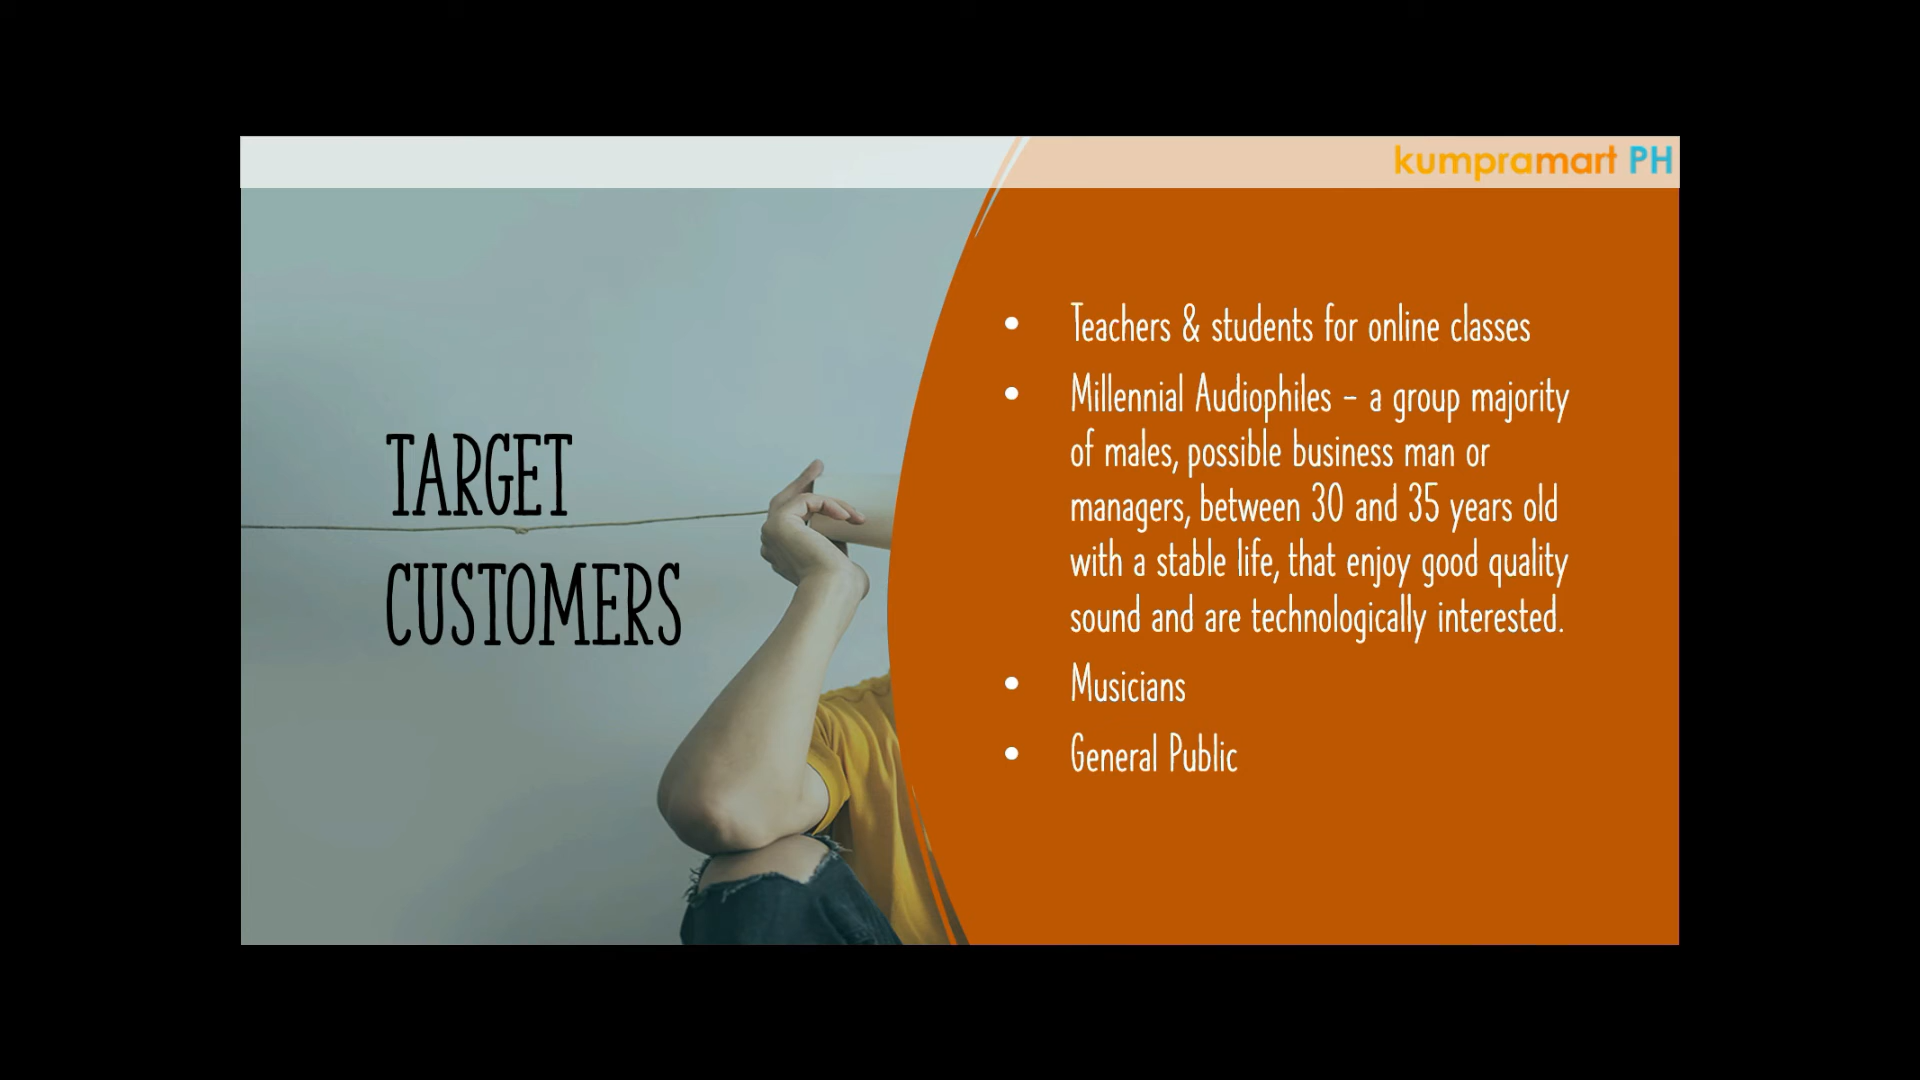 kumpramart PH
TARGET
CUSTOMERS
• Teachers & students for online classes
• Millennial Audiophiles – a group majority
of males, possible business man or
managers, between 30 and 35 years old
with a stable life, that enjoy good quality
sound and are technologically interested.
• Musicians
• General Public